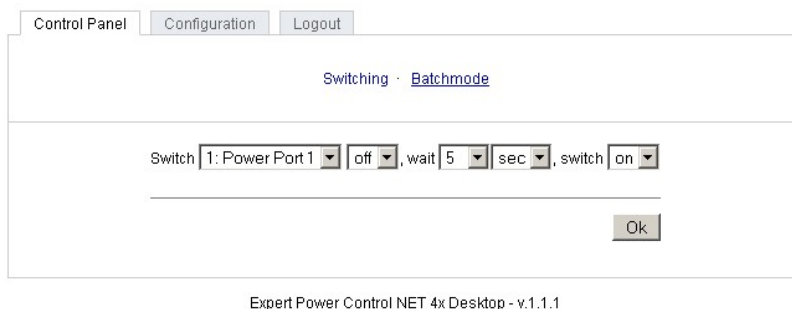 Control Panel Configuration Logout
Switching · Batchmode
Switch 1: Power Port 1 off , wait 5 sec , switch on
Ok
Expert Power Control NET 4x Desktop - v.1.1.1